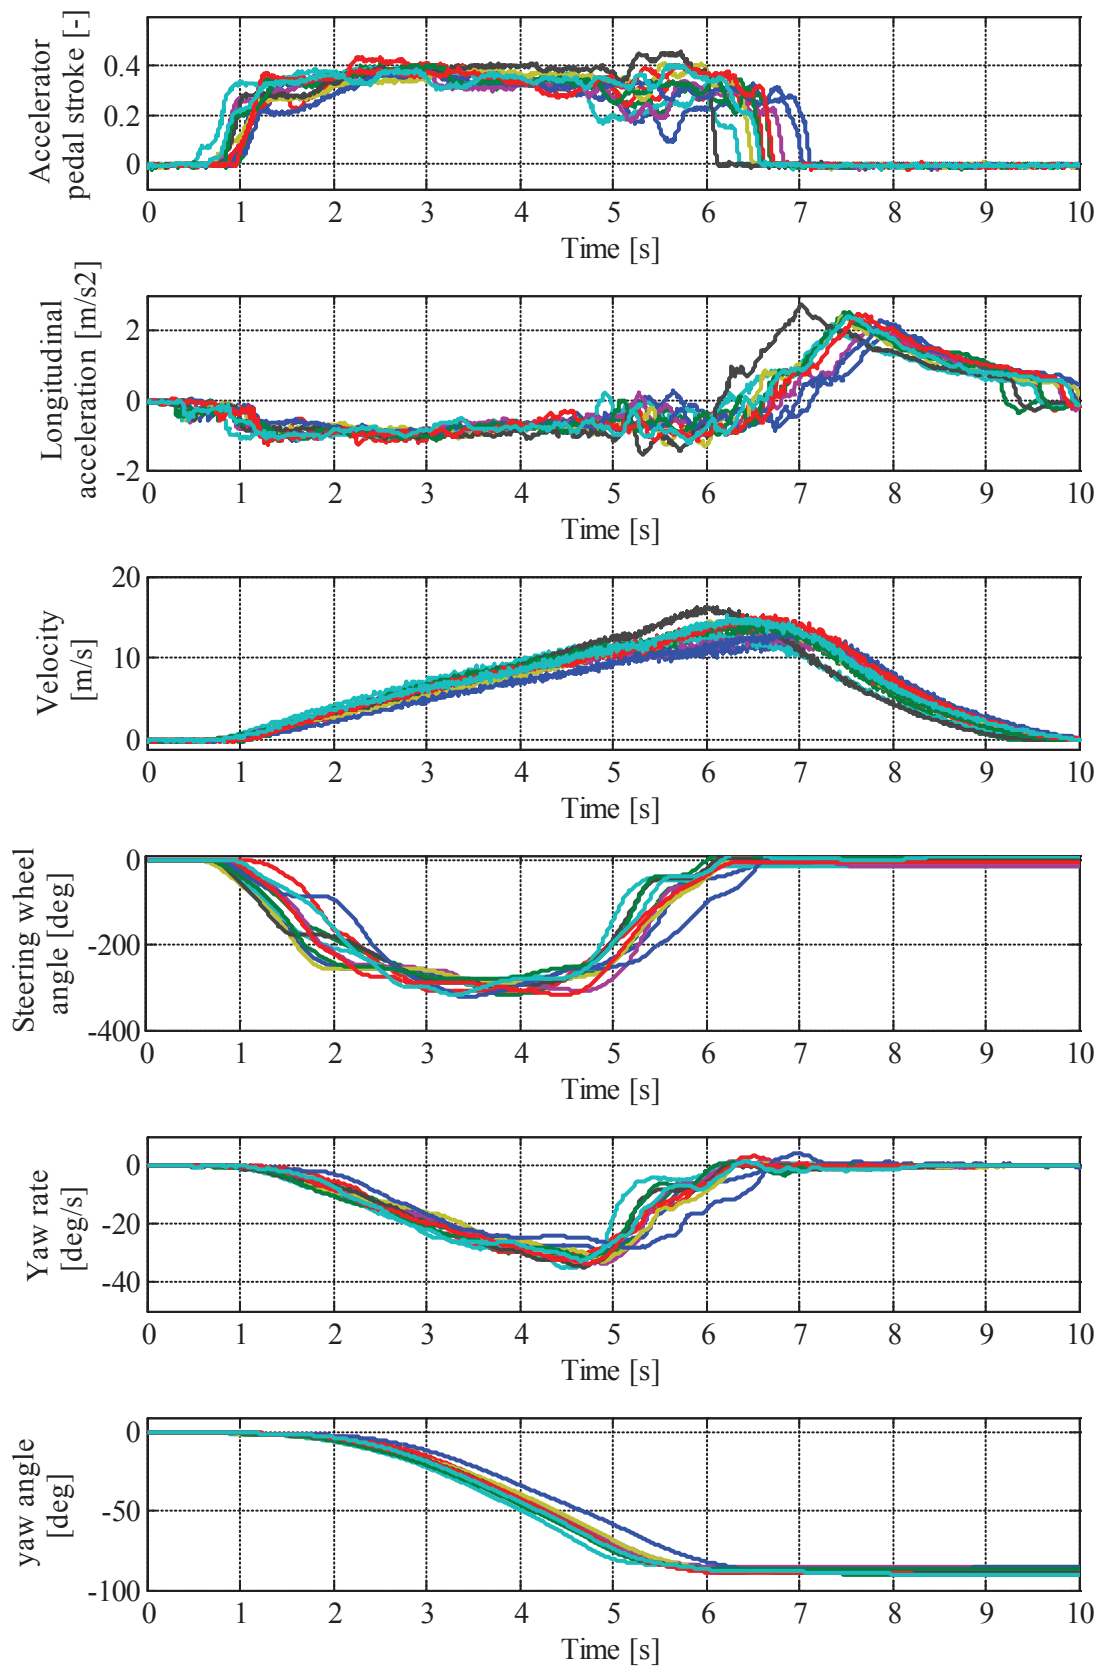 Accelerator
pedal stroke [-]
0.4
0.2
0
0 1 2 3 4 5 6 7 8 9 10
Time [s]
Longitudinal
acceleration [m/s2]
2
0
-2
0 1 2 3 4 5 6 7 8 9 10
Time [s]
Velocity
[m/s]
20
10
0
0 1 2 3 4 5 6 7 8 9 10
Time [s]
Steering wheel
angle [deg]
0
-200
-400
0 1 2 3 4 5 6 7 8 9 10
Time [s]
Yaw rate
[deg/s]
0
-20
-40
0 1 2 3 4 5 6 7 8 9 10
Time [s]
yaw angle
[deg]
0
-50
-100
0 1 2 3 4 5 6 7 8 9 10
Time [s]